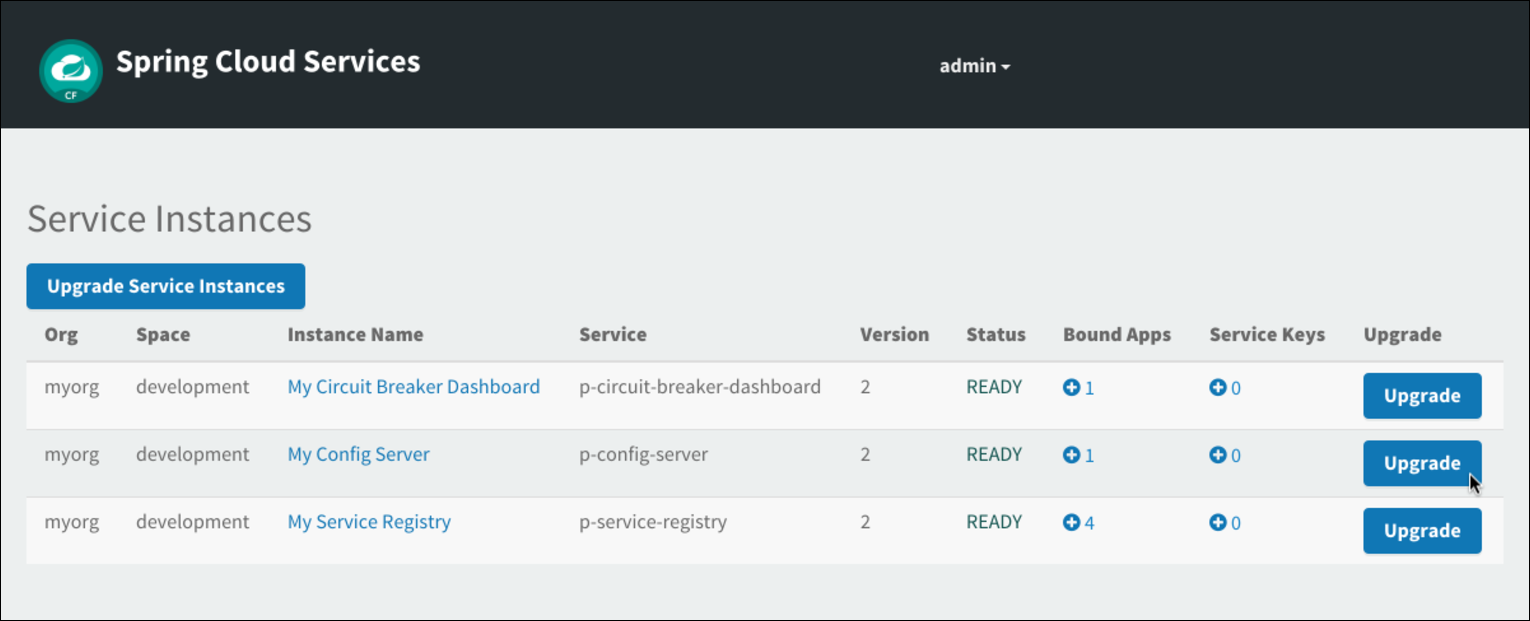 Spring Cloud Services
CF
admin
Service Instances
Upgrade Service Instances
Org Space Instance Name Service Version Status Bound Apps Service Keys Upgrade
myorg development My Circuit Breaker Dashboard p-circuit-breaker-dashboard 2 READY 1 0 Upgrade
myorg development My Config Server p-config-server 2 READY 1 0 Upgrade
myorg development My Service Registry p-service-registry 2 READY 4 0 Upgrade